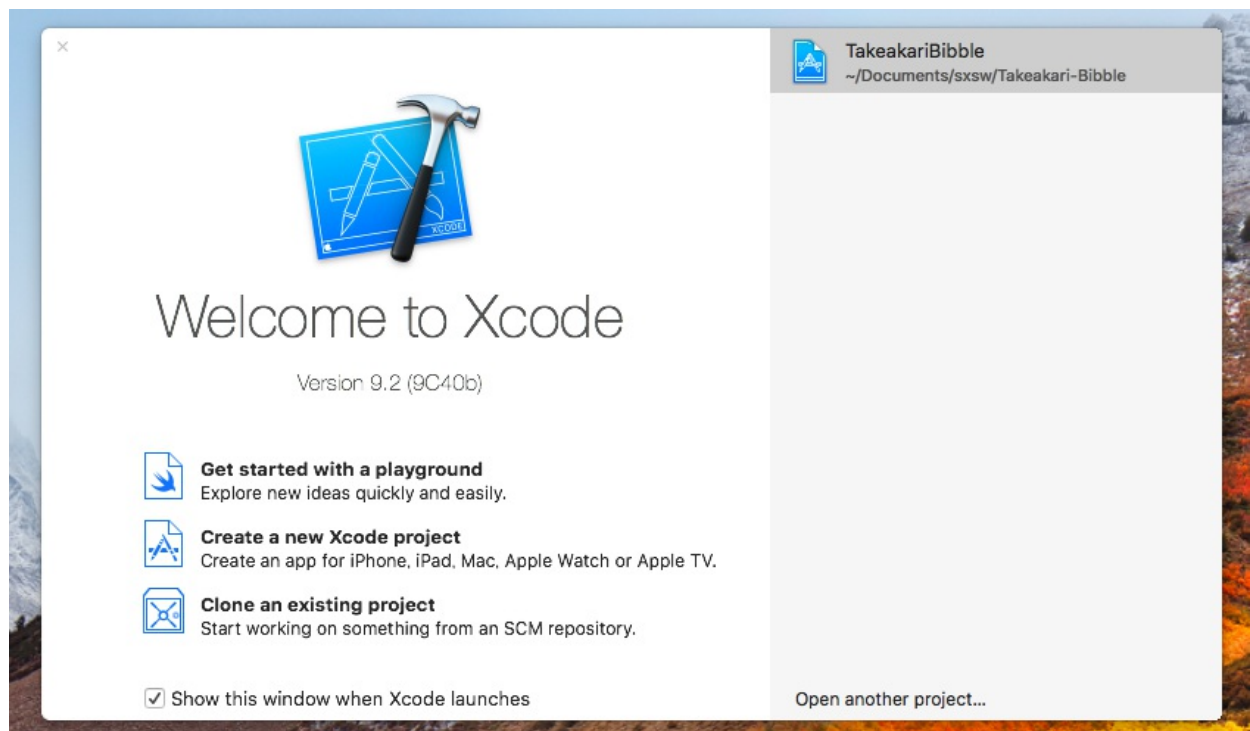 XCODE
Welcome to Xcode
Version 9.2 (9C40b)
Get started with a playground
Explore new ideas quickly and easily.
Create a new Xcode project
Create an app for iPhone, iPad, Mac, Apple Watch or Apple TV.
Clone an existing project
Start working on something from an SCM repository.
Show this window when Xcode launches
TakeakariBibble
~/Documents/sxsw/Takeakari-Bibble
Open another project...